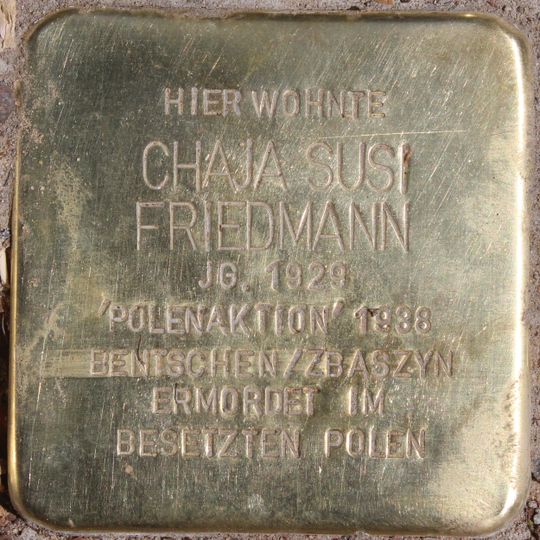 HIER WOHNTE
CHAJA SUSI
FRIEDMANN
JG. 1929
'POLENAKTION' 1938
BENTSCHEN/ZBASZYN
ERMORDET IM
BESETZTEN POLEN